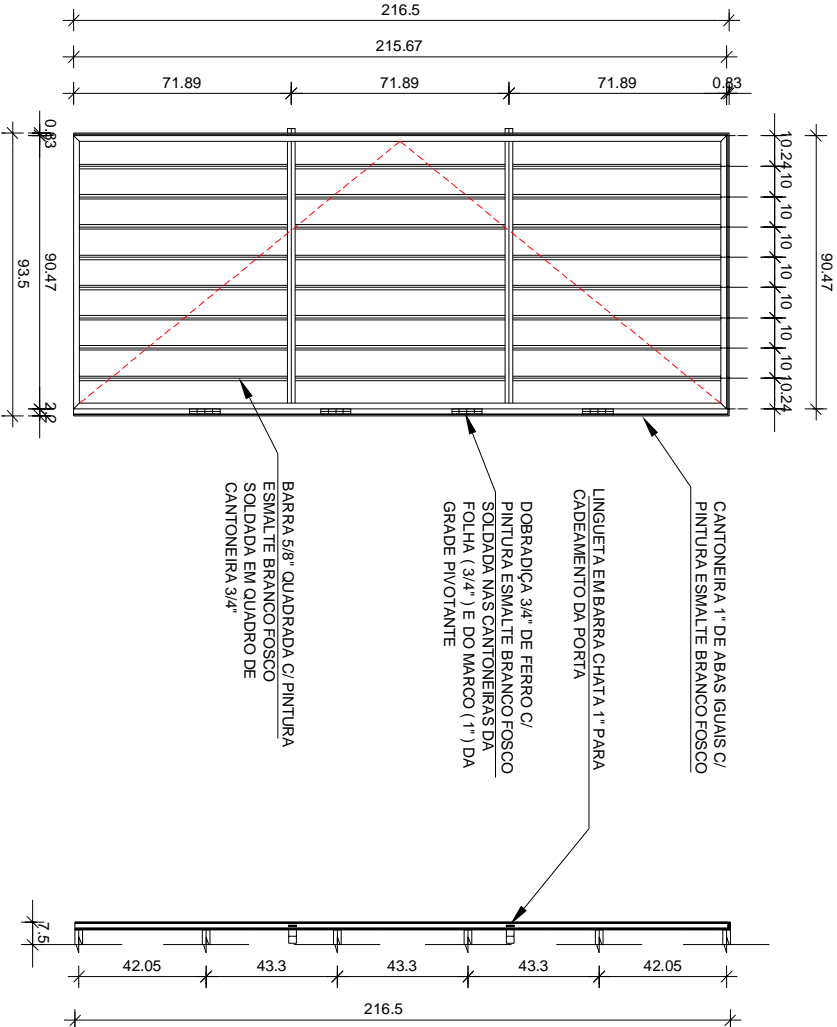 216.5
215.67
71.89
71.89
71.89
0.83
0.83
90.47
2.2
93.5
10.24
10
10
10
10
10
10
10
10.24
90.47
CANTONEIRA 1" DE ABAS IGUAIS C/
PINTURA ESMALTE BRANCO FOSCO
LINGUETA EM BARRA CHATA 1" PARA
CADEAMENTO DA PORTA
DOBRADIÇA 3/4" DE FERRO C/
PINTURA ESMALTE BRANCO FOSCO
SOLDADA NAS CANTONEIRAS DA
FOLHA ( 3/4" ) E DO MARCO ( 1" ) DA
GRADE PIVOTANTE
BARRA 5/8" QUADRADA C/ PINTURA
ESMALTE BRANCO FOSCO
SOLDADA EM QUADRO DE
CANTONEIRA 3/4"
7.5
42.05
43.3
43.3
43.3
42.05
216.5